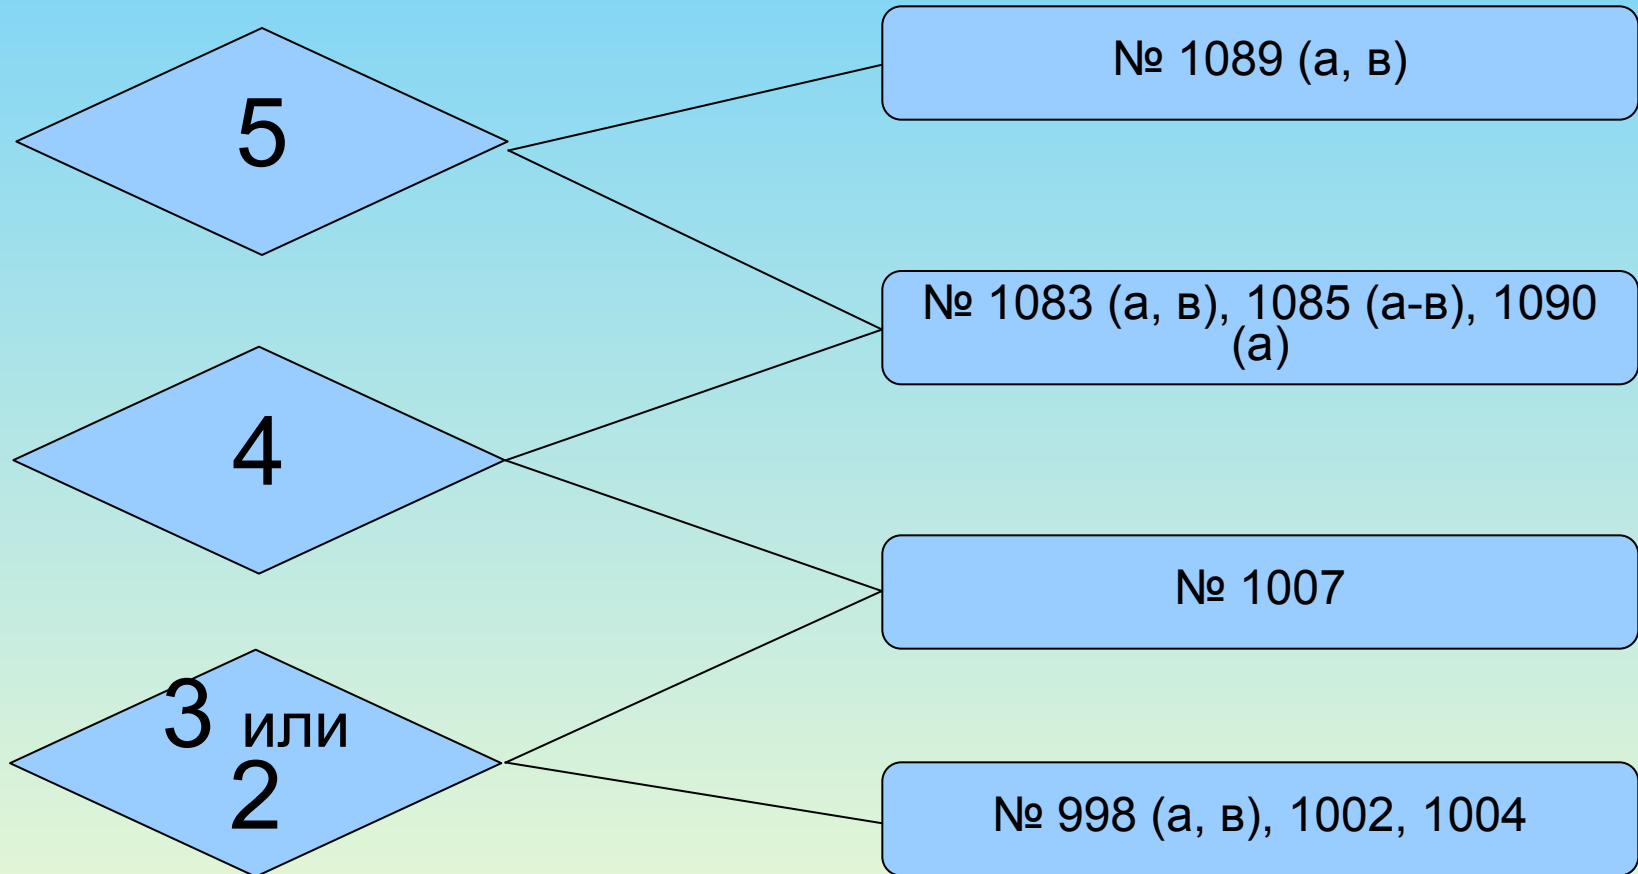 5
№ 1089 (а, в)
№ 1083 (а, в), 1085 (а-в), 1090
(а)
4
№ 1007
3 или
2
№ 998 (а, в), 1002, 1004